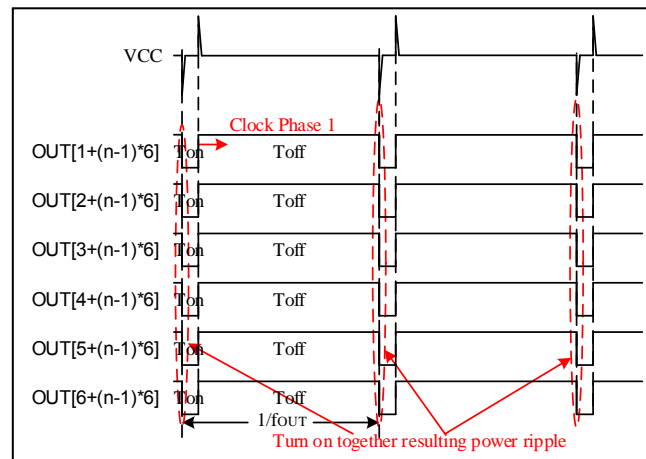 VCC
Clock Phase 1
OUT[1+(n-1)*6] Ton Toff
OUT[2+(n-1)*6] Ton Toff
OUT[3+(n-1)*6] Ton Toff
OUT[4+(n-1)*6] Ton Toff
OUT[5+(n-1)*6] Ton Toff
OUT[6+(n-1)*6] Ton Toff
1/fOUT
Turn on together resulting power ripple